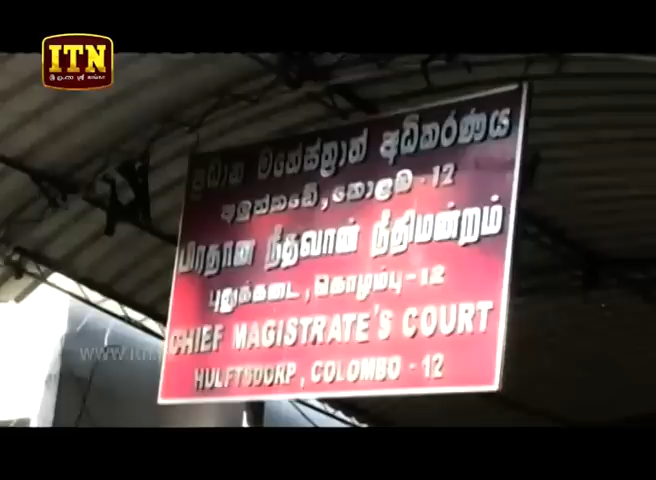 ITN
ප්‍රධාන මහේස්ත්‍රාත් අධිකරණය
අලුත්කඩේ, කොළඹ - 12
பிரதான நீதவான் நீதிமன்றம்
புதுக்கடை, கொழும்பு - 12
CHIEF MAGISTRATE'S COURT
COLOMBO - 12